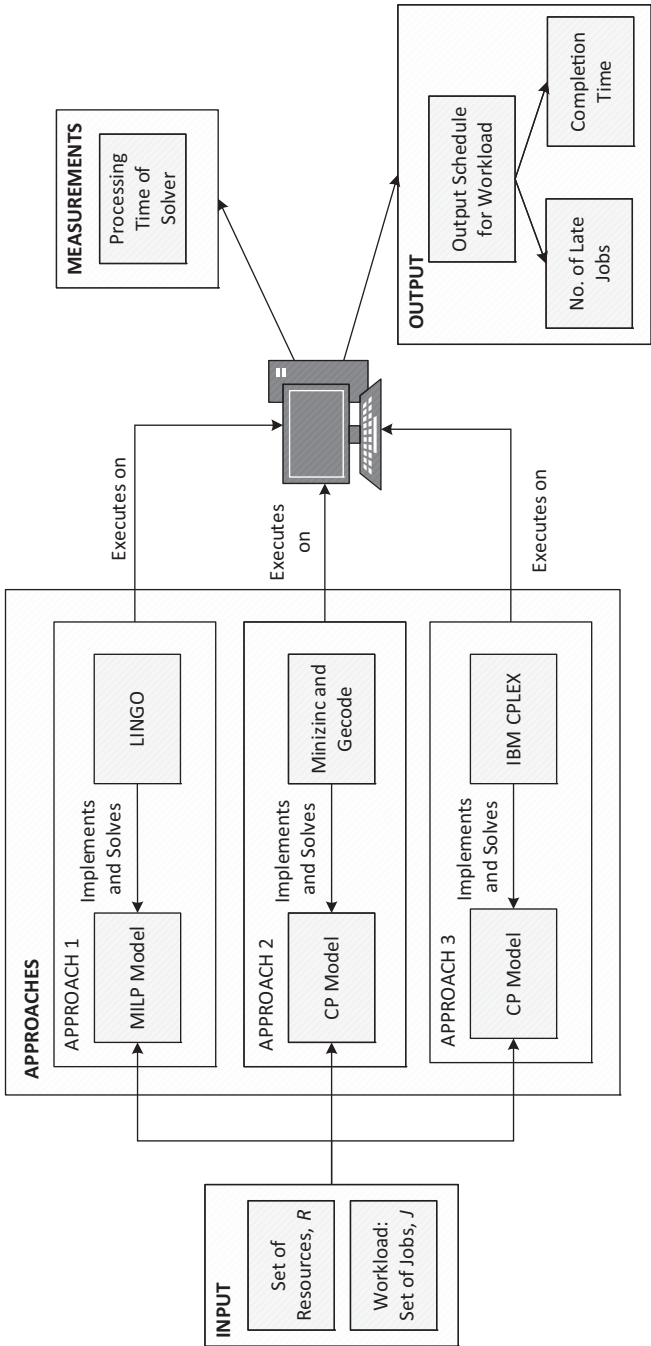 INPUT
Set of
Resources, R
Workload:
Set of Jobs, J
APPROACHES
APPROACH 1
MILP Model
Implements
and Solves
LINGO
APPROACH 2
CP Model
Implements
and Solves
Minizinc and
Gecode
APPROACH 3
CP Model
Implements
and Solves
IBM CPLEX
Executes on
Executes
on
Executes on
MEASUREMENTS
Processing
Time of
Solver
OUTPUT
Output Schedule
for Workload
No. of Late
Jobs
Completion
Time